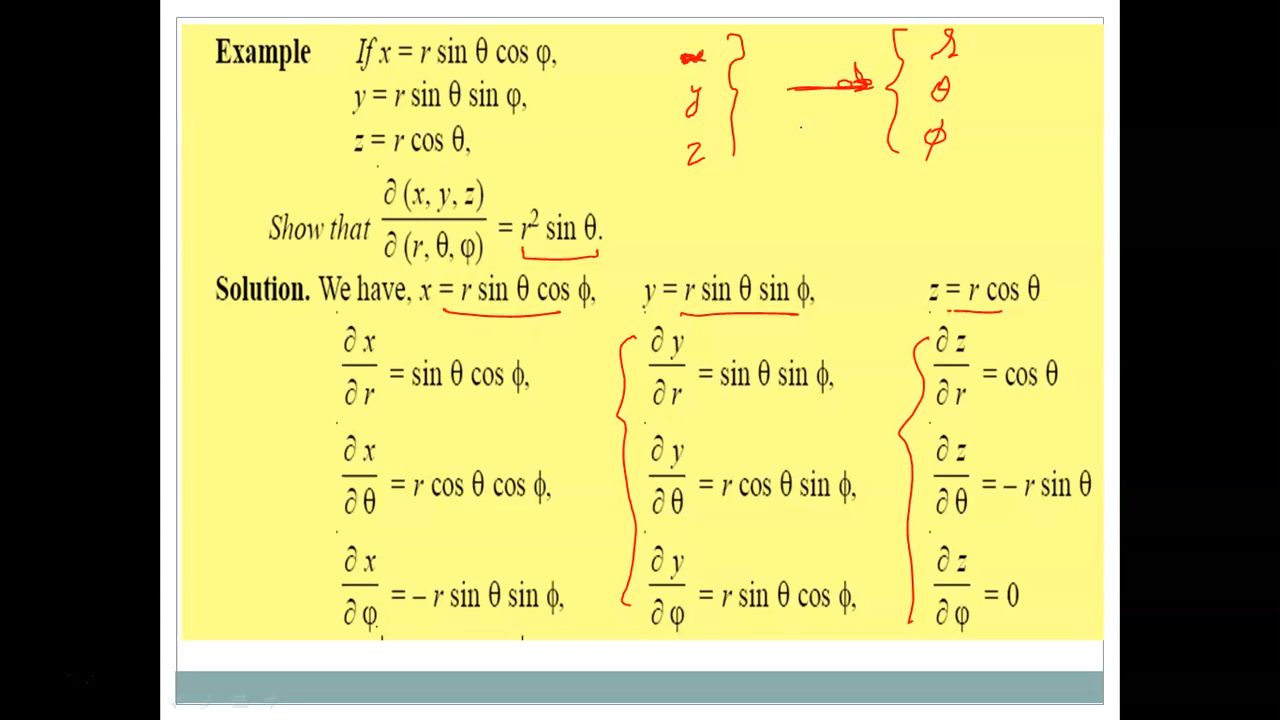 Example If x = r sin θ cos φ,
y = r sin θ sin φ,
z = r cos θ,
Show that ∂ (x, y, z) / ∂ (r, θ, φ) = r² sin θ.
x y z → r θ ϕ
Solution. We have, x = r sin θ cos ϕ, y = r sin θ sin ϕ, z = r cos θ
∂x/∂r = sin θ cos ϕ, ∂y/∂r = sin θ sin ϕ, ∂z/∂r = cos θ
∂x/∂θ = r cos θ cos ϕ, ∂y/∂θ = r cos θ sin ϕ, ∂z/∂θ = – r sin θ
∂x/∂φ = – r sin θ sin ϕ, ∂y/∂φ = r sin θ cos ϕ, ∂z/∂φ = 0